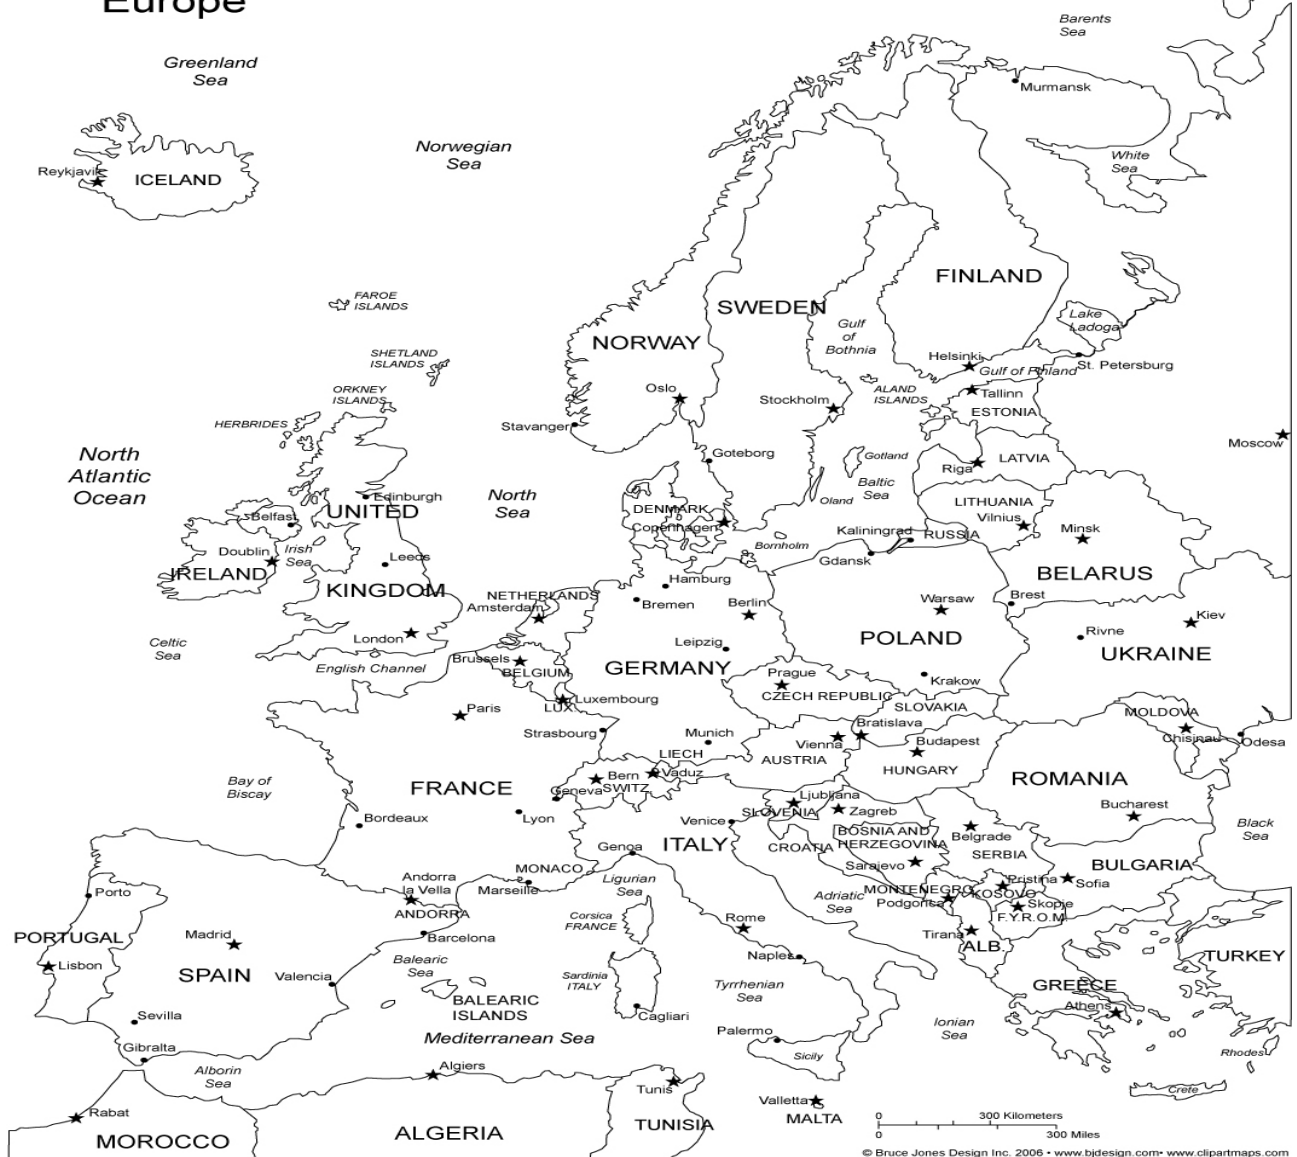 Europe
Barents
Sea
Greenland
Sea
Murmansk
Norwegian
Sea
White
Sea
Reykjavik
ICELAND
FINLAND
FAROE
ISLANDS
SWEDEN
Lake
Ladoga
Gulf
of
Bothnia
NORWAY
SHETLAND
ISLANDS
Helsinki
Gulf of Finland
St. Petersburg
ORKNEY
ISLANDS
Oslo
Stockholm
ALAND
ISLANDS
Tallinn
ESTONIA
HERBRIDES
Stavanger
Moscow
North
Atlantic
Ocean
Goteborg
Gotland
Riga
LATVIA
Baltic
Sea
Edinburgh
North
Sea
Oland
LITHUANIA
Vilnius
UNITED
KINGDOM
Belfast
DENMARK
Copenhagen
Kaliningrad
RUSSIA
Minsk
Doublin
Irish
Sea
Leeds
Bornholm
Gdansk
IRELAND
BELARUS
Hamburg
NETHERLANDS
Amsterdam
Bremen
Berlin
Warsaw
Brest
Kiev
London
Celtic
Sea
English Channel
Leipzig
POLAND
Rivne
UKRAINE
Brussels
BELGIUM
GERMANY
Prague
CZECH REPUBLIC
Krakow
Luxembourg
LUX
Paris
SLOVAKIA
MOLDOVA
Strasbourg
Munich
Bratislava
Vienna
Budapest
Chisinau
Odesa
LIECH
AUSTRIA
HUNGARY
Bay of
Biscay
FRANCE
Bern
Vaduz
Geneva
SWITZ
ROMANIA
Ljubljana
SLOVENIA
Zagreb
Bucharest
Bordeaux
Lyon
Venice
ITALY
CROATIA
BOSNIA AND
HERZEGOVINA
Belgrade
SERBIA
Black
Sea
Genoa
Sarajevo
BULGARIA
MONACO
Marseille
Ligurian
Sea
Andorra
la Vella
ANDORRA
MONTENEGRO
Podgorica
Pristina
KOSOVO
Sofia
Porto
Adriatic
Sea
Skopje
F.Y.R.O.M.
Corsica
FRANCE
Rome
PORTUGAL
Madrid
Barcelona
Tirana
ALB.
Lisbon
SPAIN
Balearic
Sea
Naples
TURKEY
Valencia
Sardinia
ITALY
Tyrrhenian
Sea
GREECE
Athens
BALEARIC
ISLANDS
Sevilla
Cagliari
Ionian
Sea
Mediterranean Sea
Palermo
Gibralta
Sicily
Rhodes
Alborin
Sea
Algiers
Tunis
Crete
Rabat
Valletta
MALTA
MOROCCO
ALGERIA
TUNISIA
0 300 Kilometers
0 300 Miles
© Bruce Jones Design Inc. 2006 • www.bjdesign.com• www.clipartmaps.com